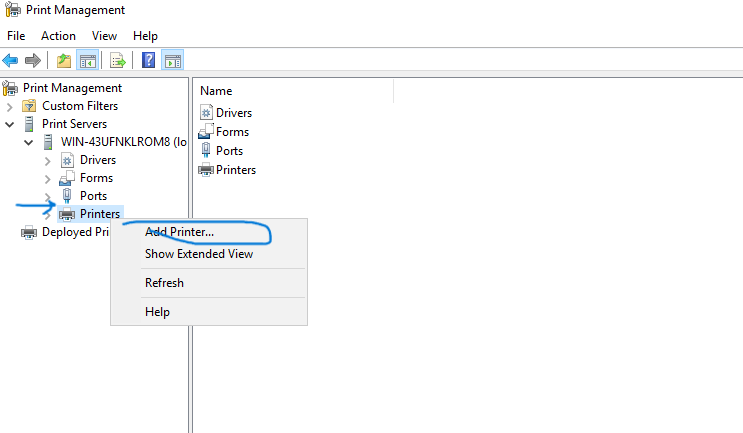 Print Management
File Action View Help
Print Management
Custom Filters
Print Servers
WIN-43UFNKLROM8 (lo
Drivers
Forms
Ports
Printers
Deployed Pri
Name
Drivers
Forms
Ports
Printers
Add Printer...
Show Extended View
Refresh
Help